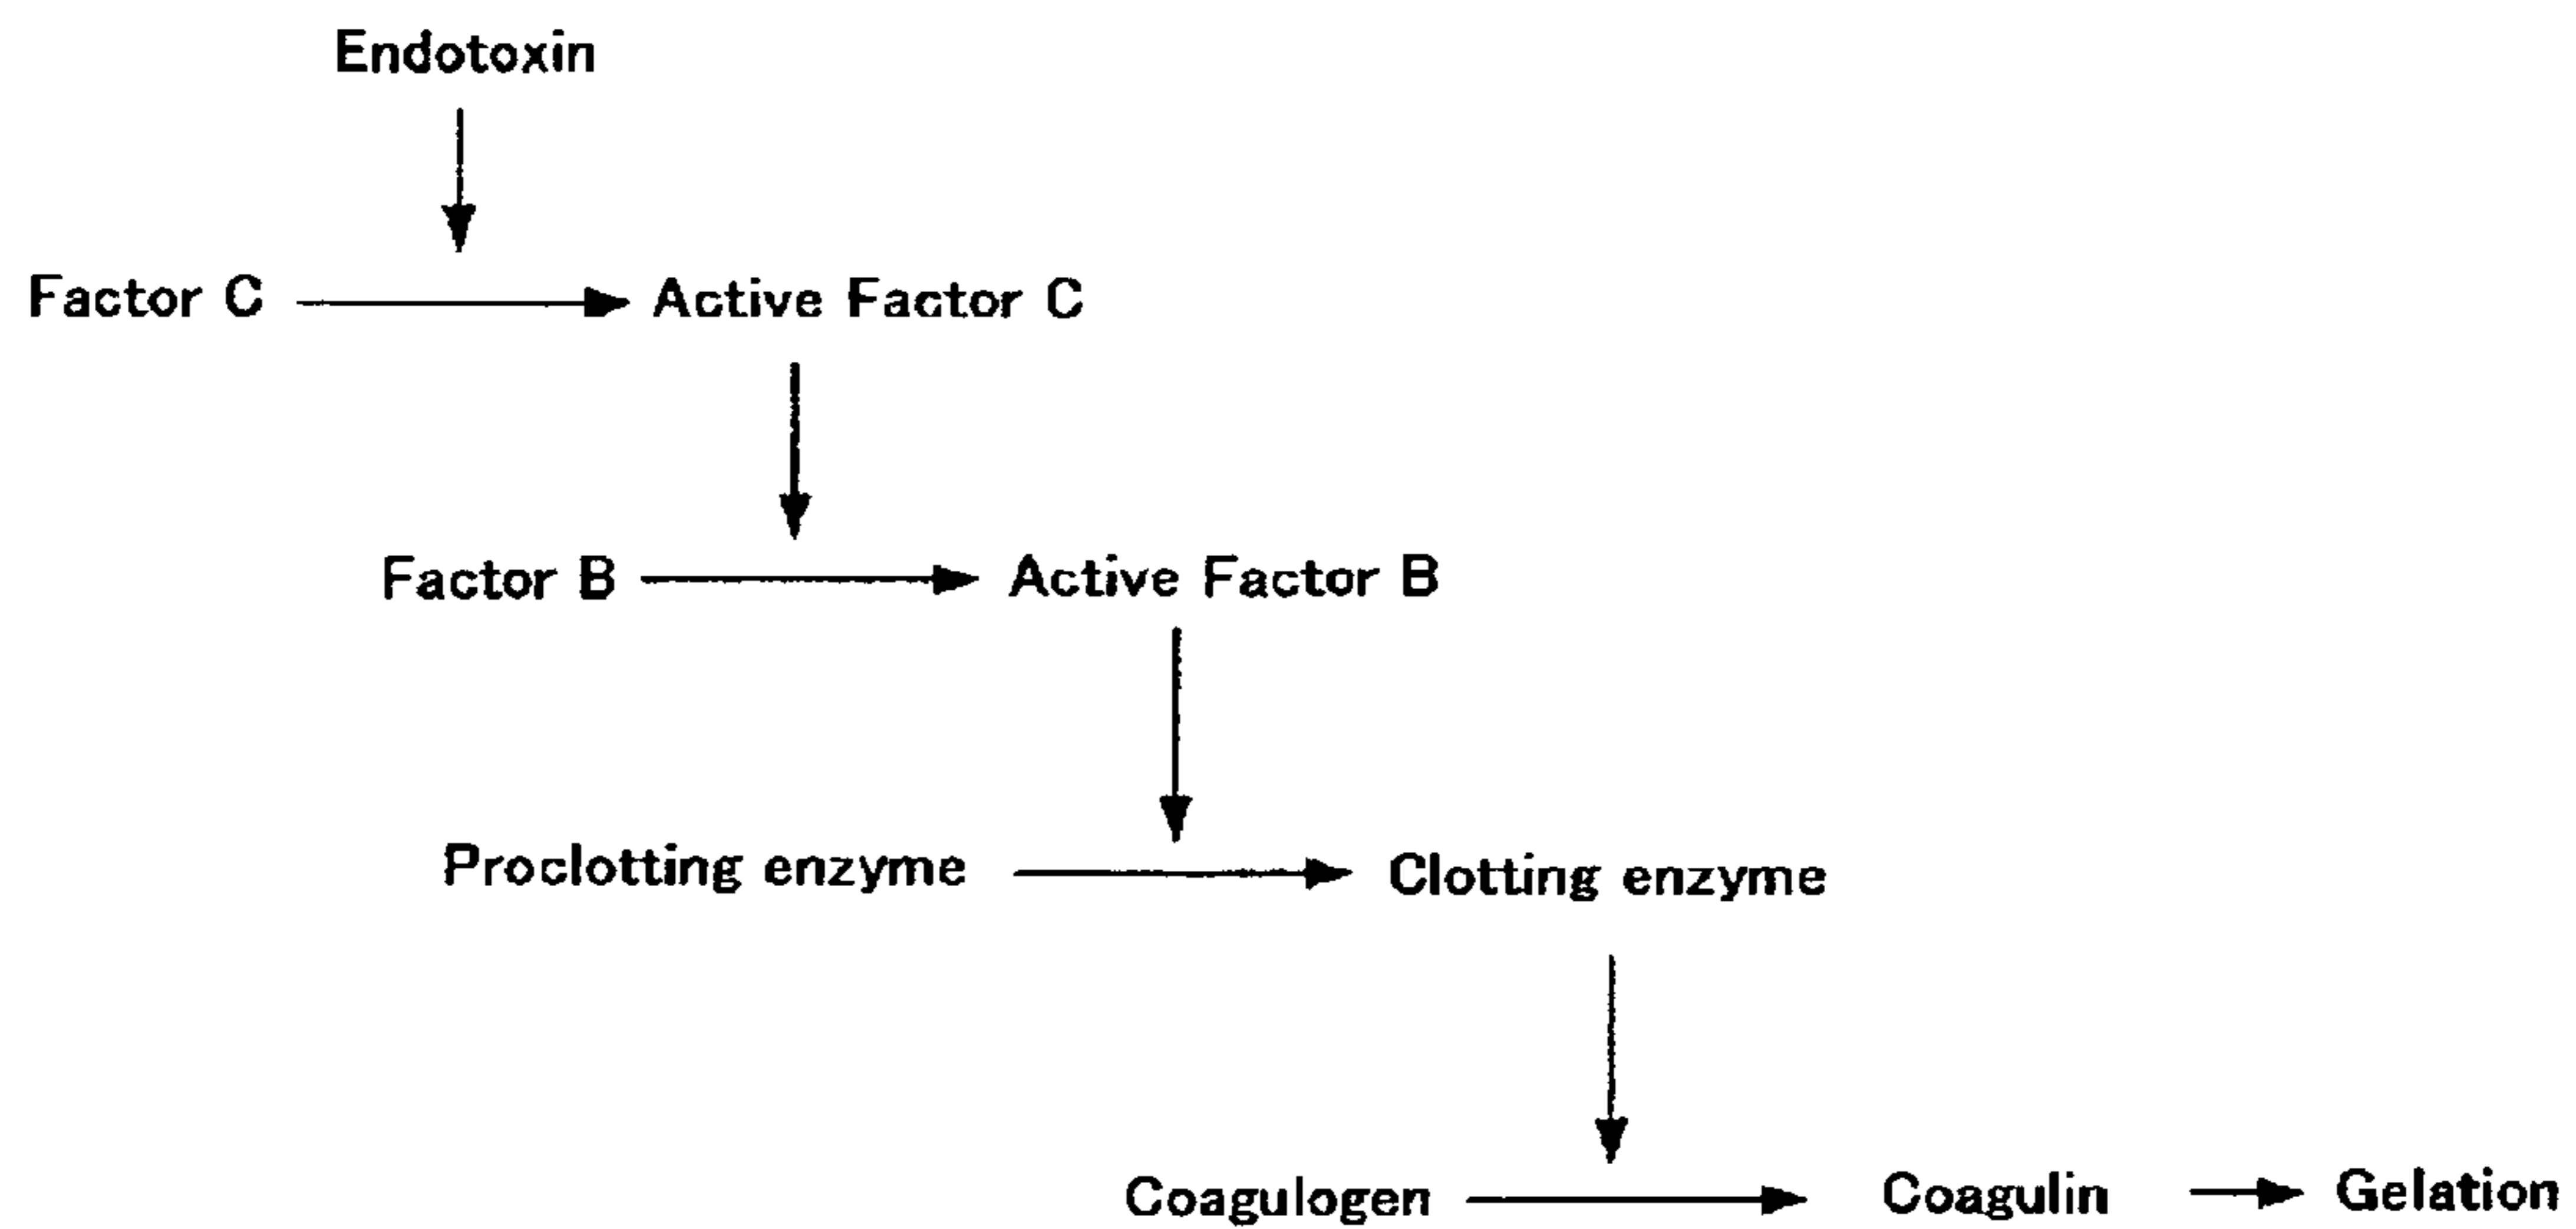 Endotoxin
Factor C Active Factor C
Factor B Active Factor B
Proclotting enzyme Clotting enzyme
Coagulogen Coagulin Gelation